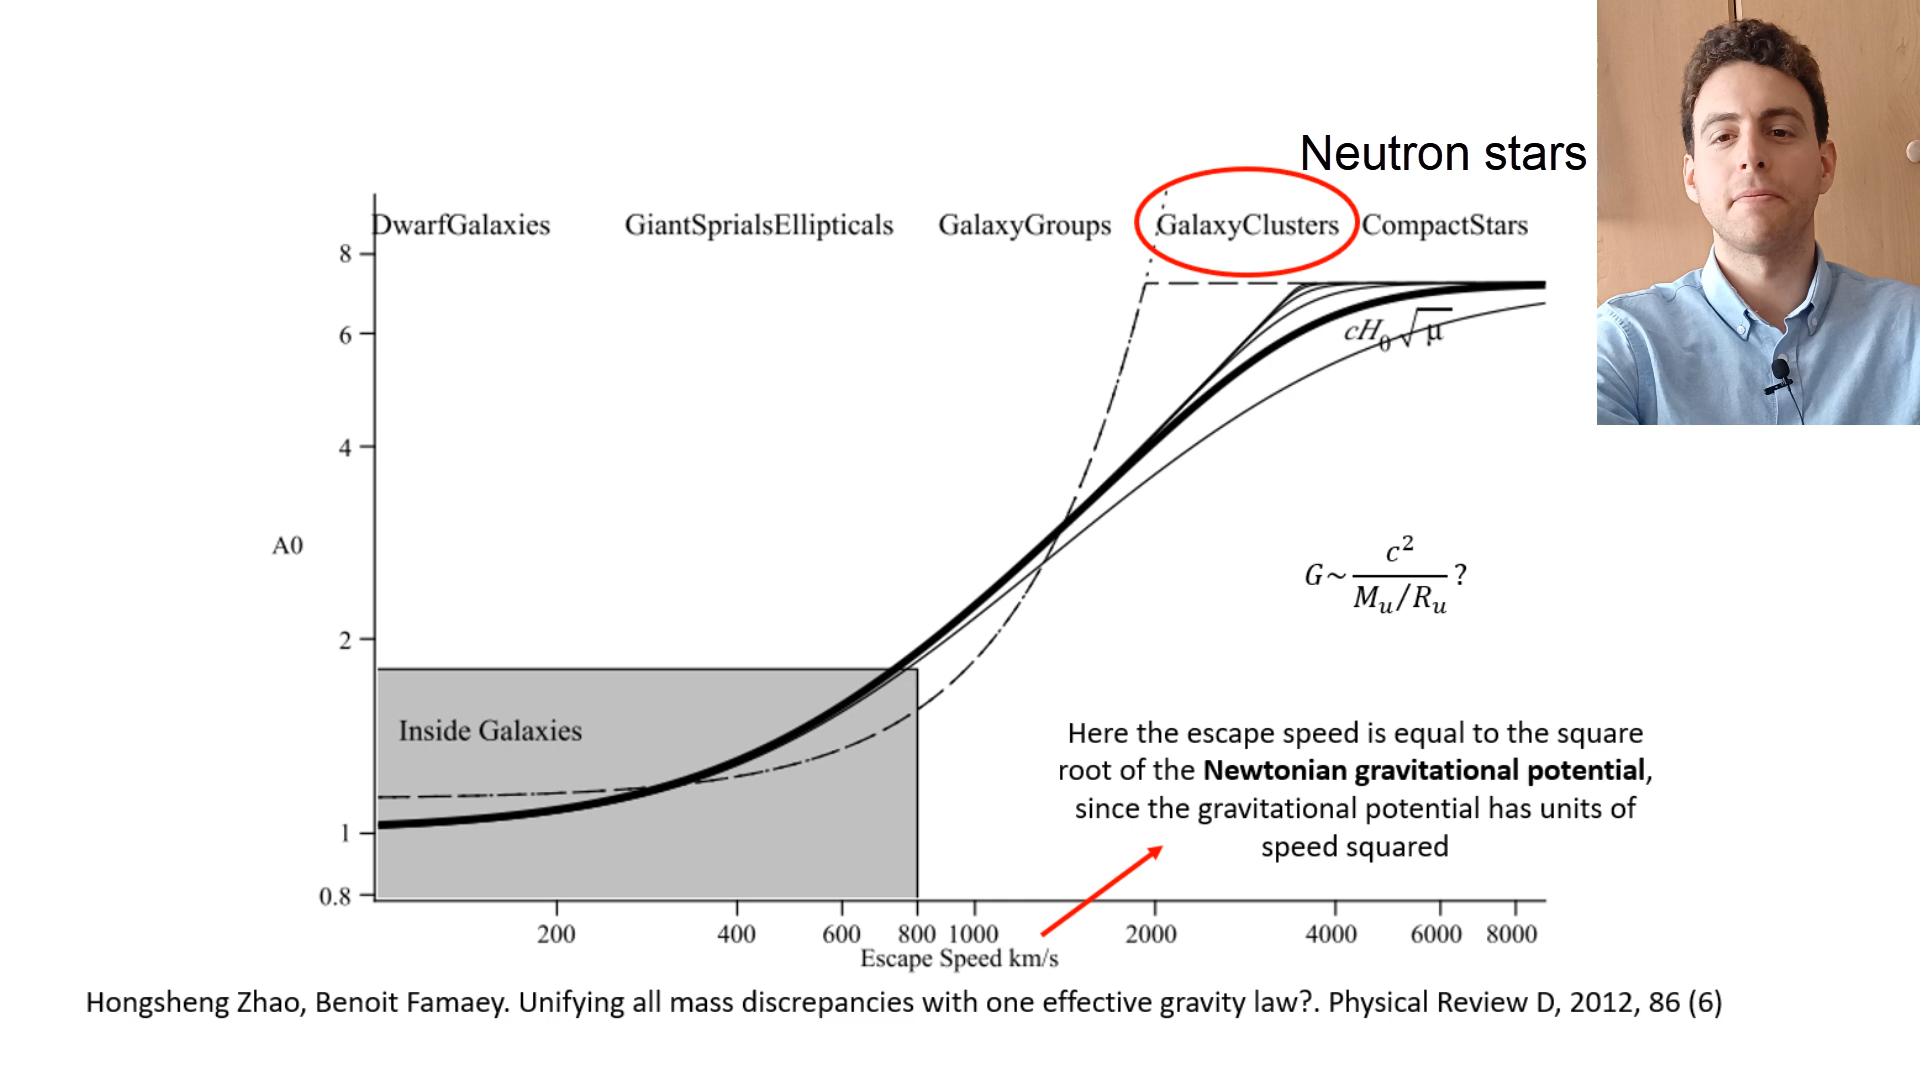 Neutron stars
DwarfGalaxies GiantSprialsEllipticals GalaxyGroups GalaxyClusters CompactStars
8
6
cH₀√μ
4
A0
G~ c²/(Mᵤ/Rᵤ) ?
2
Inside Galaxies
Here the escape speed is equal to the square
root of the Newtonian gravitational potential,
since the gravitational potential has units of
speed squared
1
0.8
200 400 600 800 1000 2000 4000 6000 8000
Escape Speed km/s
Hongsheng Zhao, Benoit Famaey. Unifying all mass discrepancies with one effective gravity law?. Physical Review D, 2012, 86 (6)